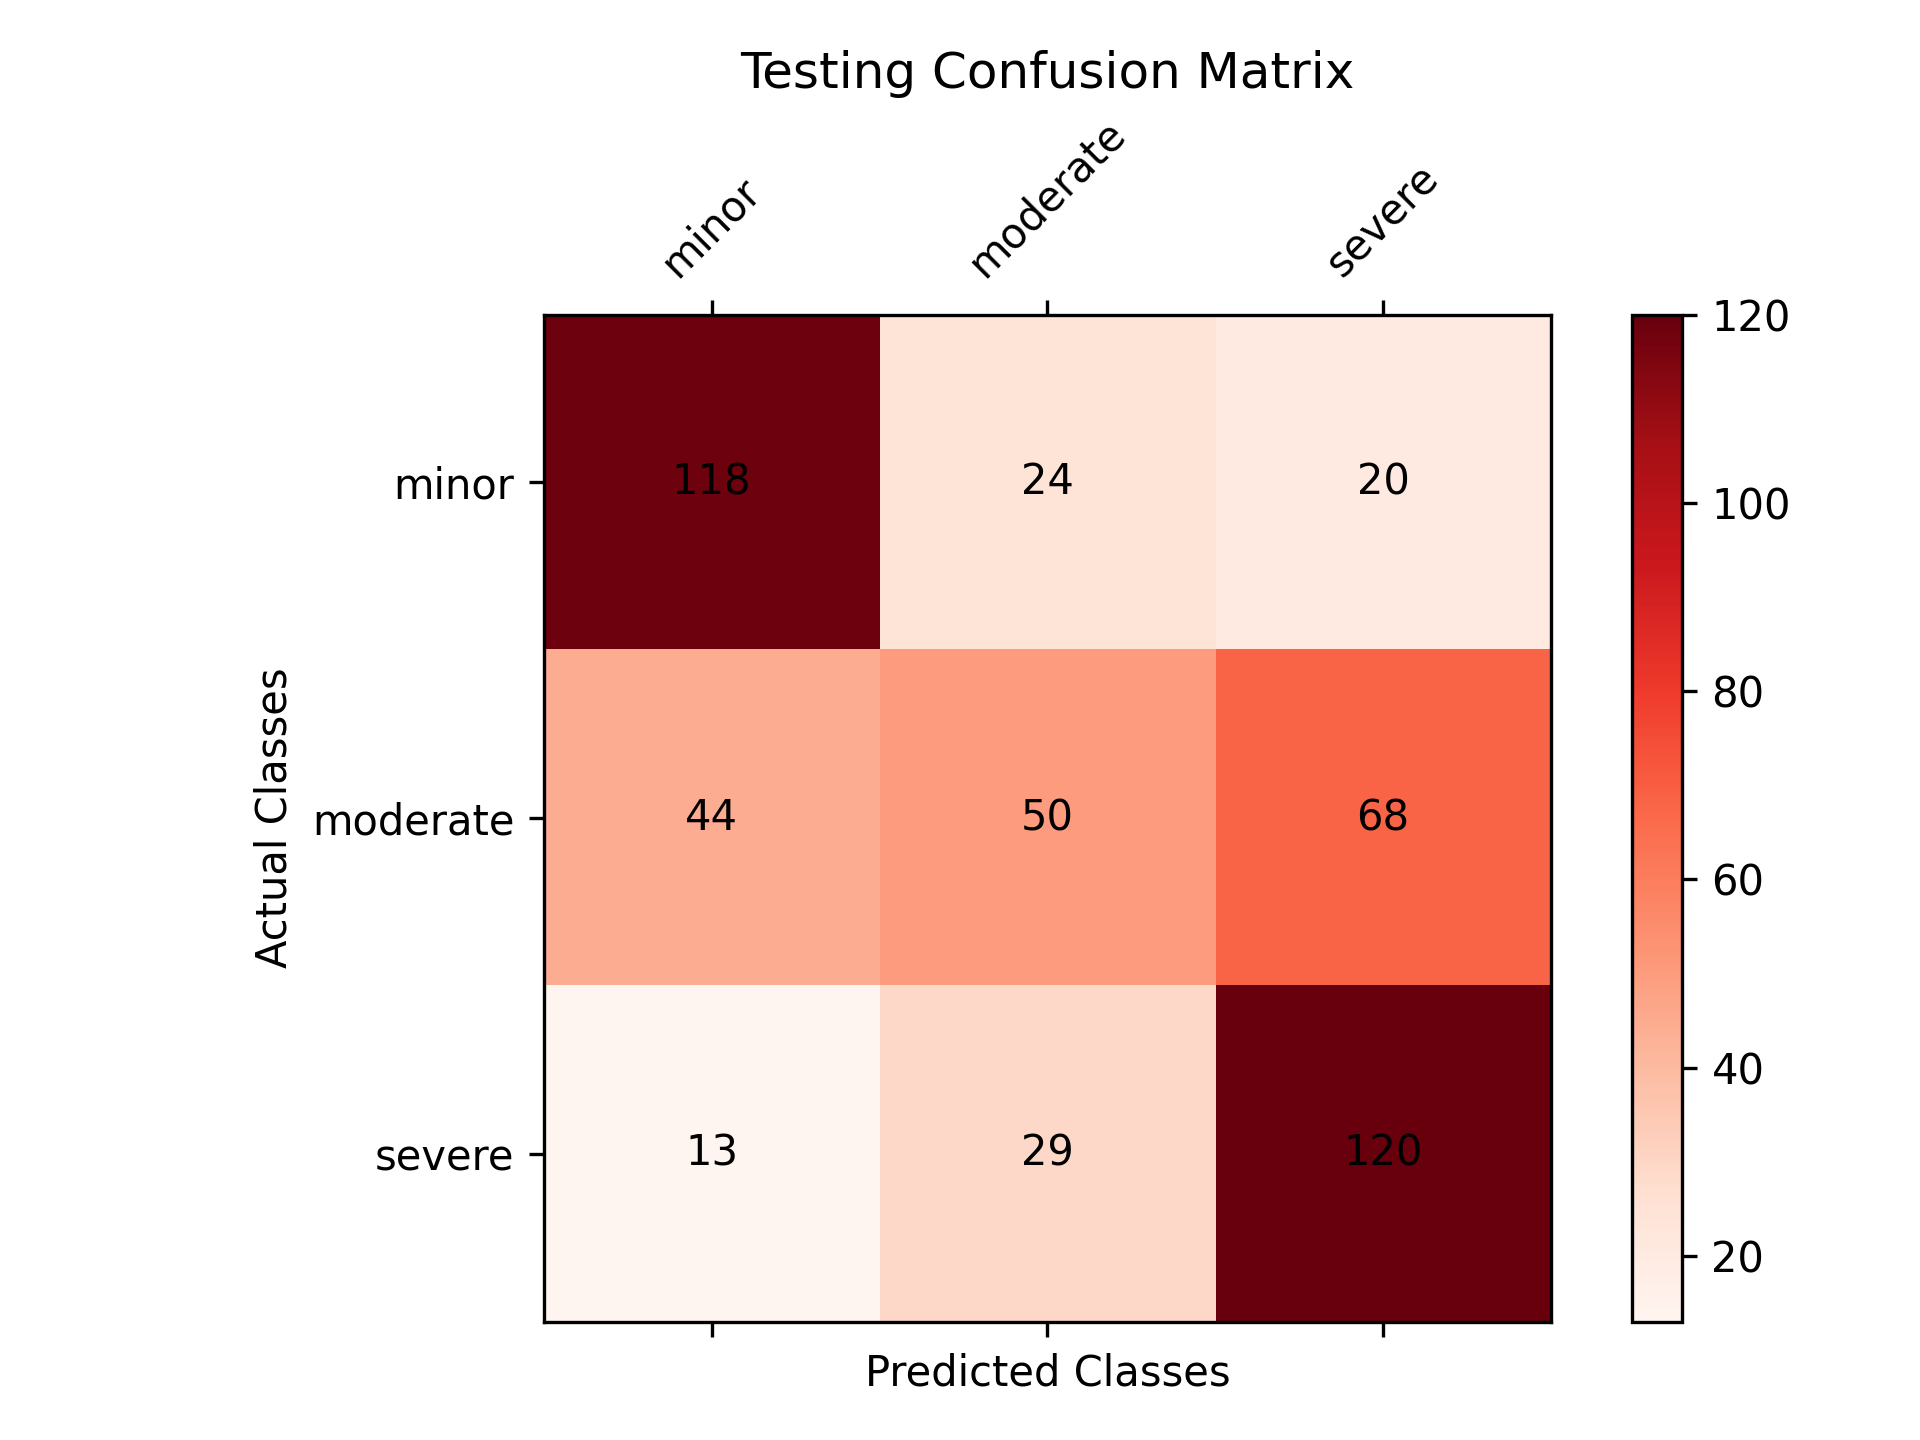 Testing Confusion Matrix
minor moderate severe
minor 118 24 20
moderate 44 50 68
severe 13 29 120
Actual Classes
Predicted Classes
120
100
80
60
40
20